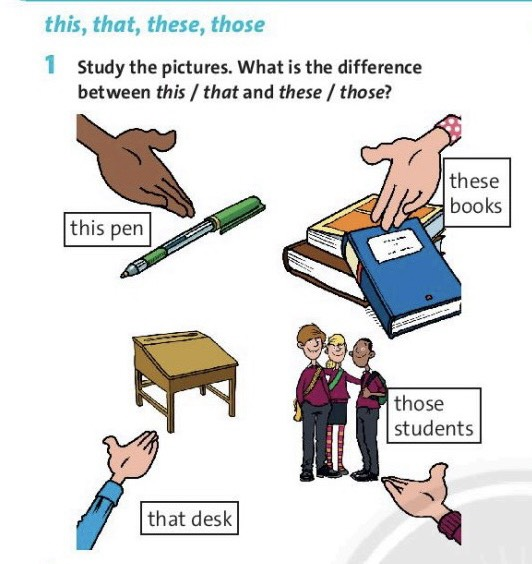 this, that, these, those
1 Study the pictures. What is the difference
between this / that and these / those?
this pen
these
books
those
students
that desk